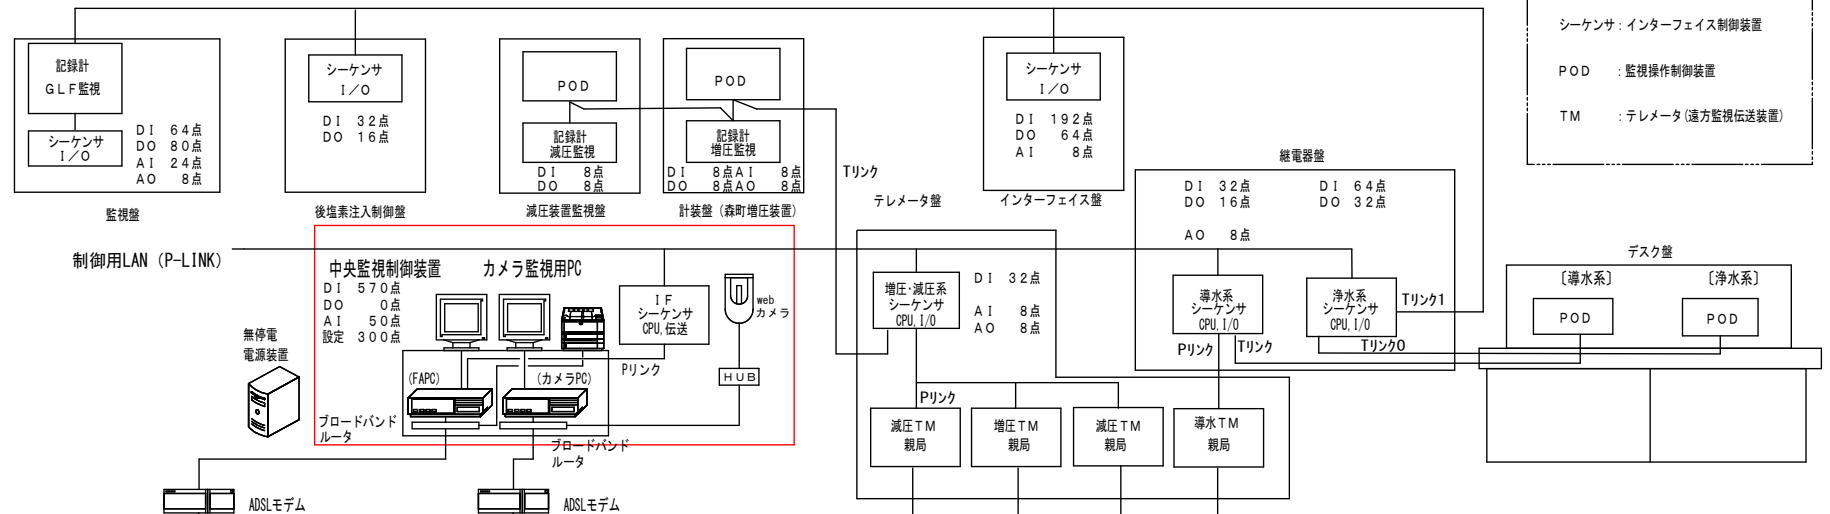 シーケンサ：インターフェイス制御装置
POD ：監視操作制御装置
TM ：テレメータ(遠方監視伝送装置)
記録計
GLF監視
シーケンサ
I／O
DI 64点
DO 80点
AI 24点
AO 8点
監視盤
シーケンサ
I／O
DI 32点
DO 16点
後塩素注入制御盤
POD
記録計
減圧監視
DI 8点
DO 8点
減圧装置監視盤
POD
記録計
増圧監視
DI 8点AI 8点
DO 8点AO 8点
計装盤（森町増圧装置）
Tリンク
シーケンサ
I／O
DI 192点
DO 64点
AI 8点
インターフェイス盤
継電器盤
DI 32点
DO 16点
AO 8点
DI 64点
DO 32点
導水系
シーケンサ
CPU,I/O
浄水系
シーケンサ
CPU,I/O
Tリンク1
Pリンク
Tリンク
Tリンク0
テレメータ盤
増圧・減圧系
シーケンサ
CPU,I/O
DI 32点
AI 8点
AO 8点
Pリンク
減圧TM
親局
増圧TM
親局
減圧TM
親局
導水TM
親局
デスク盤
〔導水系〕
〔浄水系〕
POD
POD
制御用LAN（P-LINK）
中央監視制御装置
DI 570点
DO 0点
AI 50点
設定 300点
カメラ監視用PC
IF
シーケンサ
CPU,伝送
web
カメラ
Pリンク
HUB
(FAPC)
(カメラPC)
無停電
電源装置
ブロードバンド
ルータ
ブロードバンド
ルータ
ADSLモデム
ADSLモデム